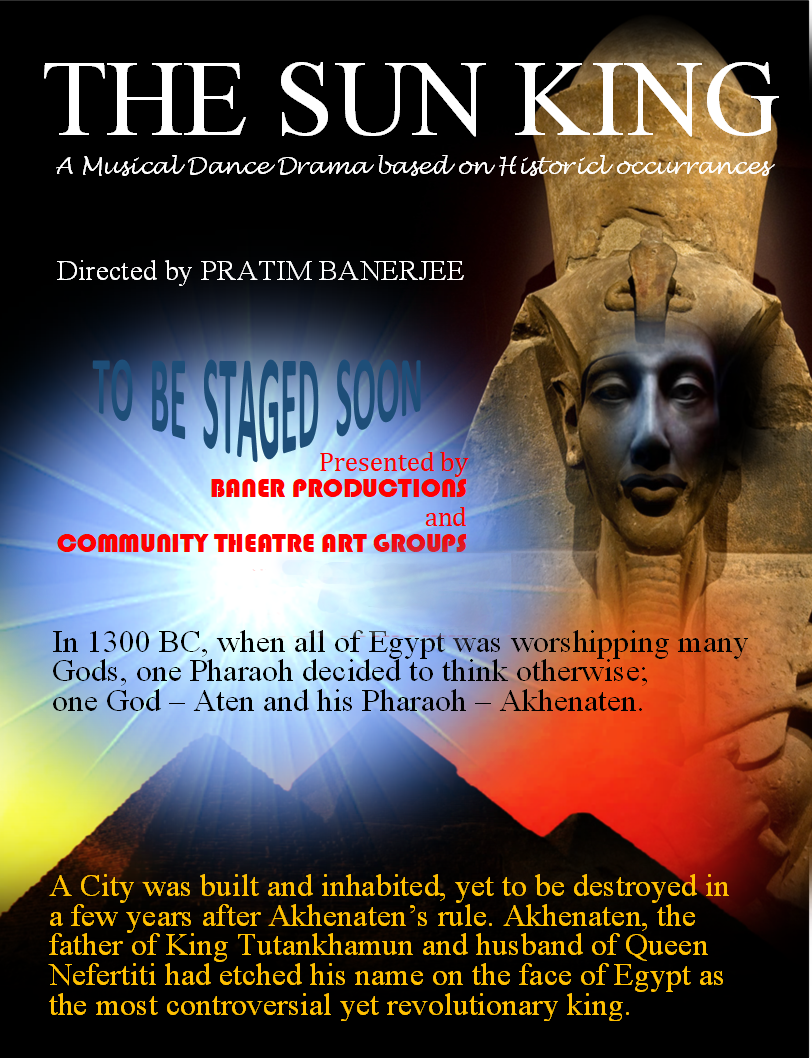 THE SUN KING
A Musical Dance Drama based on Historicl occurrances
Directed by PRATIM BANERJEE
TO BE STAGED SOON
Presented by
BANER PRODUCTIONS
and
COMMUNITY THEATRE ART GROUPS
In 1300 BC, when all of Egypt was worshipping many
Gods, one Pharaoh decided to think otherwise;
one God – Aten and his Pharaoh – Akhenaten.
A City was built and inhabited, yet to be destroyed in
a few years after Akhenaten’s rule. Akhenaten, the
father of King Tutankhamun and husband of Queen
Nefertiti had etched his name on the face of Egypt as
the most controversial yet revolutionary king.